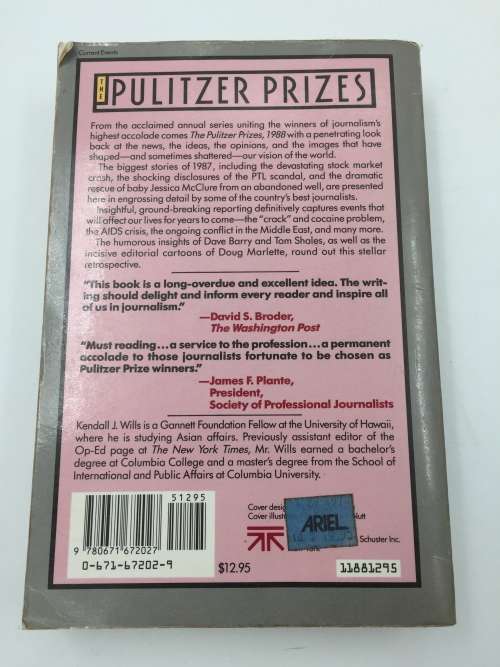 Current Events
THE PULITZER PRIZES
From the acclaimed annual series uniting the winners of journalism's
highest accolade comes The Pulitzer Prizes, 1988 with a penetrating look
back at the news, the ideas, the opinions, and the images that have
shaped—and sometimes shattered—our vision of the world.
The biggest stories of 1987, including the devastating stock market
crash, the shocking disclosures of the PTL scandal, and the dramatic
rescue of baby Jessica McClure from an abandoned well, are presented
here in engrossing detail by some of the country's best journalists.
Insightful, ground-breaking reporting definitively captures events that
will affect our lives for years to come—the "crack" and cocaine problem,
the AIDS crisis, the ongoing conflict in the Middle East, and many more.
The humorous insights of Dave Barry and Tom Shales, as well as the
incisive editorial cartoons of Doug Marlette, round out this stellar
retrospective.
"This book is a long-overdue and excellent idea. The writ-
ing should delight and inform every reader and inspire all
of us in journalism."
—David S. Broder,
The Washington Post
"Must reading...a service to the profession...a permanent
accolade to those journalists fortunate to be chosen as
Pulitzer Prize winners."
—James F. Plante,
President,
Society of Professional Journalists
Kendall J. Wills is a Gannett Foundation Fellow at the University of Hawaii,
where he is studying Asian affairs. Previously assistant editor of the
Op-Ed page at The New York Times, Mr. Wills earned a bachelor's
degree at Columbia College and a master's degree from the School of
International and Public Affairs at Columbia University.
51295
9 780671 672027
0-671-67202-9
$12.95
Cover
Cover
ARIEL
Schuster Inc.
11881295